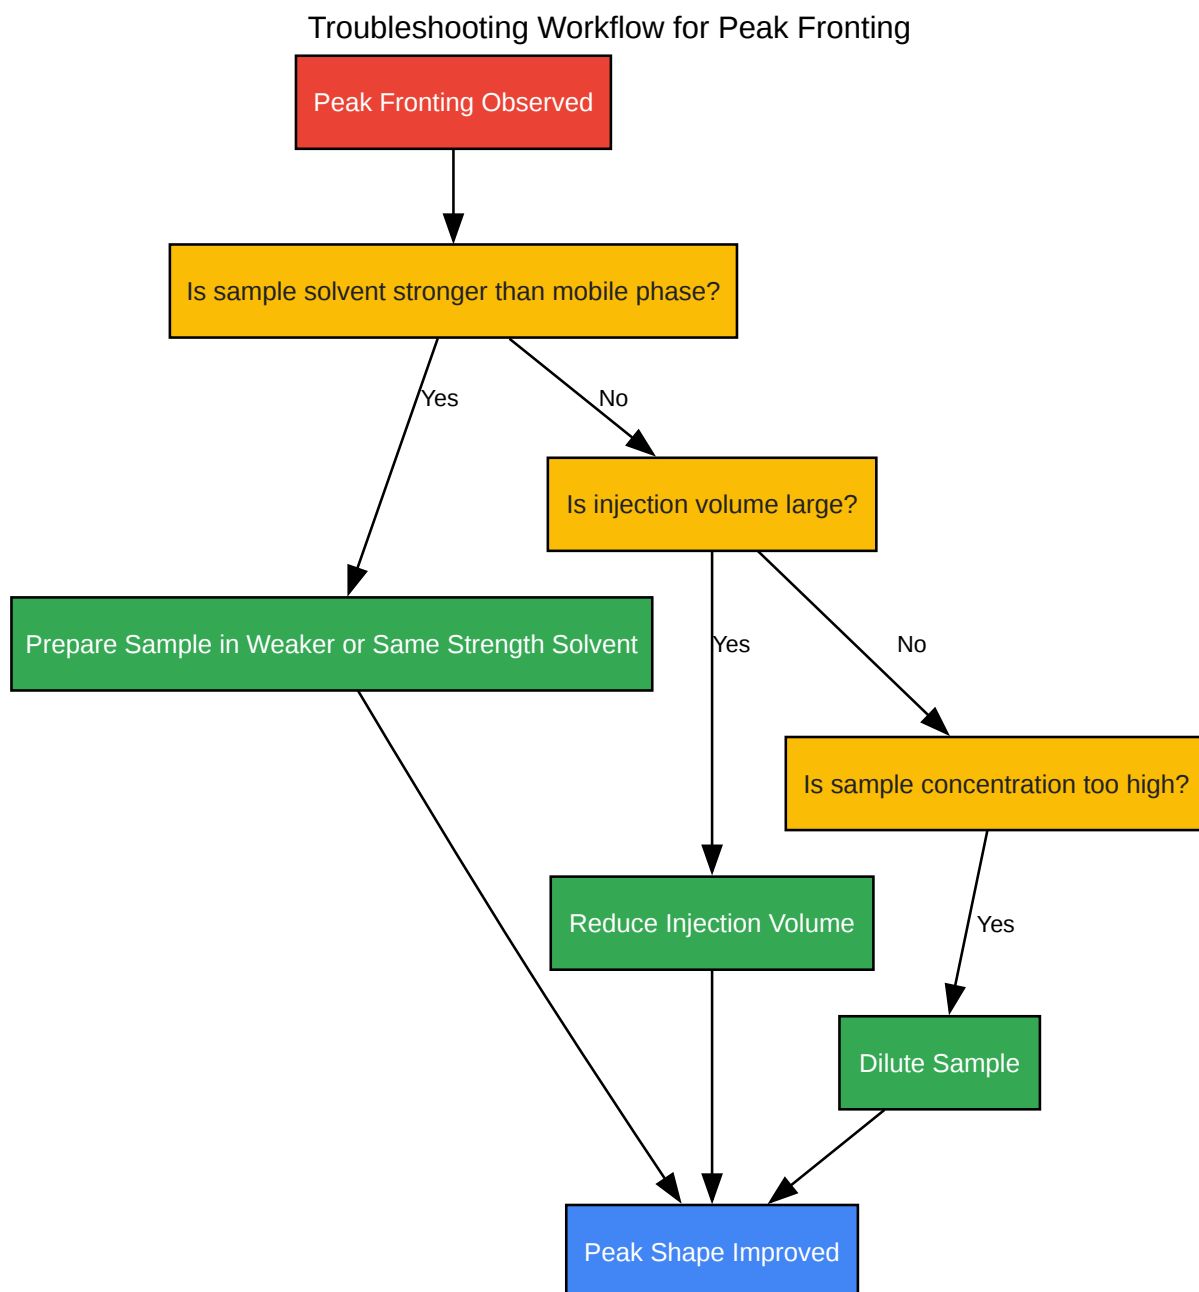 Troubleshooting Workflow for Peak Fronting
Peak Fronting Observed
Is sample solvent stronger than mobile phase?
Yes
No
Is injection volume large?
Prepare Sample in Weaker or Same Strength Solvent
Yes
No
Is sample concentration too high?
Reduce Injection Volume
Yes
Dilute Sample
Peak Shape Improved